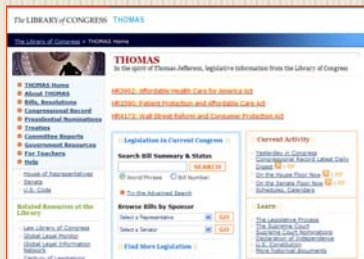 The LIBRARY of CONGRESS THOMAS
The Library of Congress > THOMAS Home
THOMAS
In the spirit of Thomas Jefferson, legislative information from the Library of Congress
HR3962: Affordable Health Care for America Act
HR3590: Patient Protection and Affordable Care Act
HR4173: Wall Street Reform and Consumer Protection Act
THOMAS Home
About THOMAS
Bills, Resolutions
Congressional Record
Presidential Nominations
Treaties
Committee Reports
Government Resources
For Teachers
Help
House of Representatives
Senate
U.S. Code
Related Resources at the Library
Law Library of Congress
Global Legal Monitor
Global Legal Information Network
Century of Lawmaking
Legislation in Current Congress
Search Bill Summary & Status
SEARCH
Word/Phrase Bill Number
Try the Advanced Search
Browse Bills by Sponsor
Select a Representative GO
Select a Senator GO
Find More Legislation
Current Activity
Yesterday in Congress
Congressional Record Latest Daily Digest
On the House Floor Now
On the Senate Floor Now
Schedules, Calendars
Learn
The Legislative Process
The Supreme Court
Supreme Court Nominations
Declaration of Independence
U.S. Constitution
More historical documents